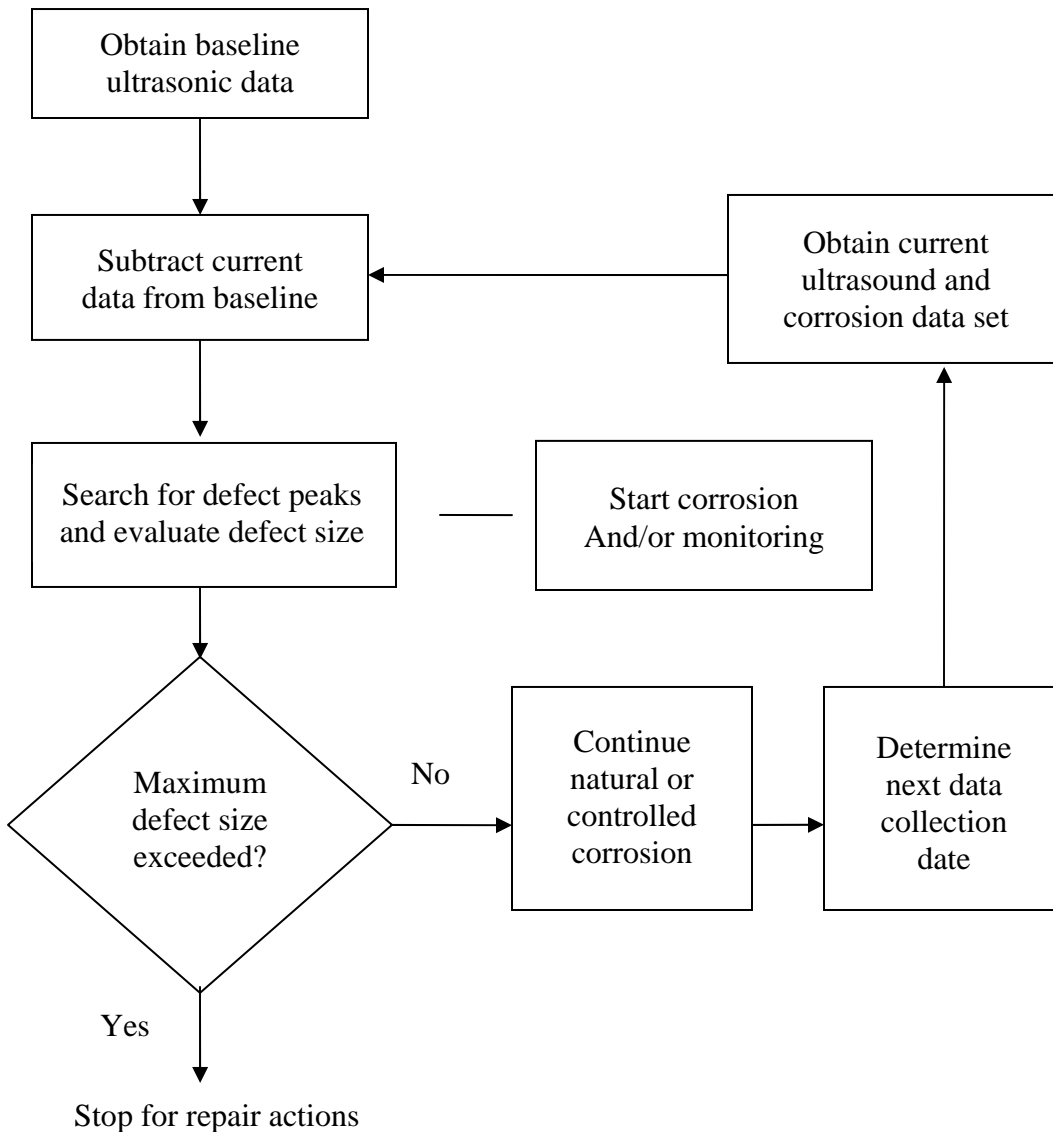 Obtain baseline
ultrasonic data
Subtract current
data from baseline
Obtain current
ultrasound and
corrosion data set
Search for defect peaks
and evaluate defect size
Start corrosion
And/or monitoring
Maximum
defect size
exceeded?
No
Continue
natural or
controlled
corrosion
Determine
next data
collection
date
Yes
Stop for repair actions